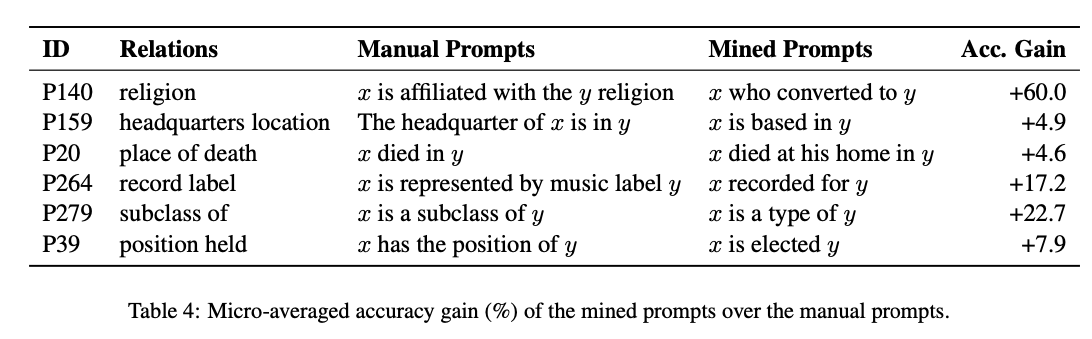 ID Relations Manual Prompts Mined Prompts Acc. Gain
P140 religion x is affiliated with the y religion x who converted to y +60.0
P159 headquarters location The headquarter of x is in y x is based in y +4.9
P20 place of death x died in y x died at his home in y +4.6
P264 record label x is represented by music label y x recorded for y +17.2
P279 subclass of x is a subclass of y x is a type of y +22.7
P39 position held x has the position of y x is elected y +7.9
Table 4: Micro-averaged accuracy gain (%) of the mined prompts over the manual prompts.